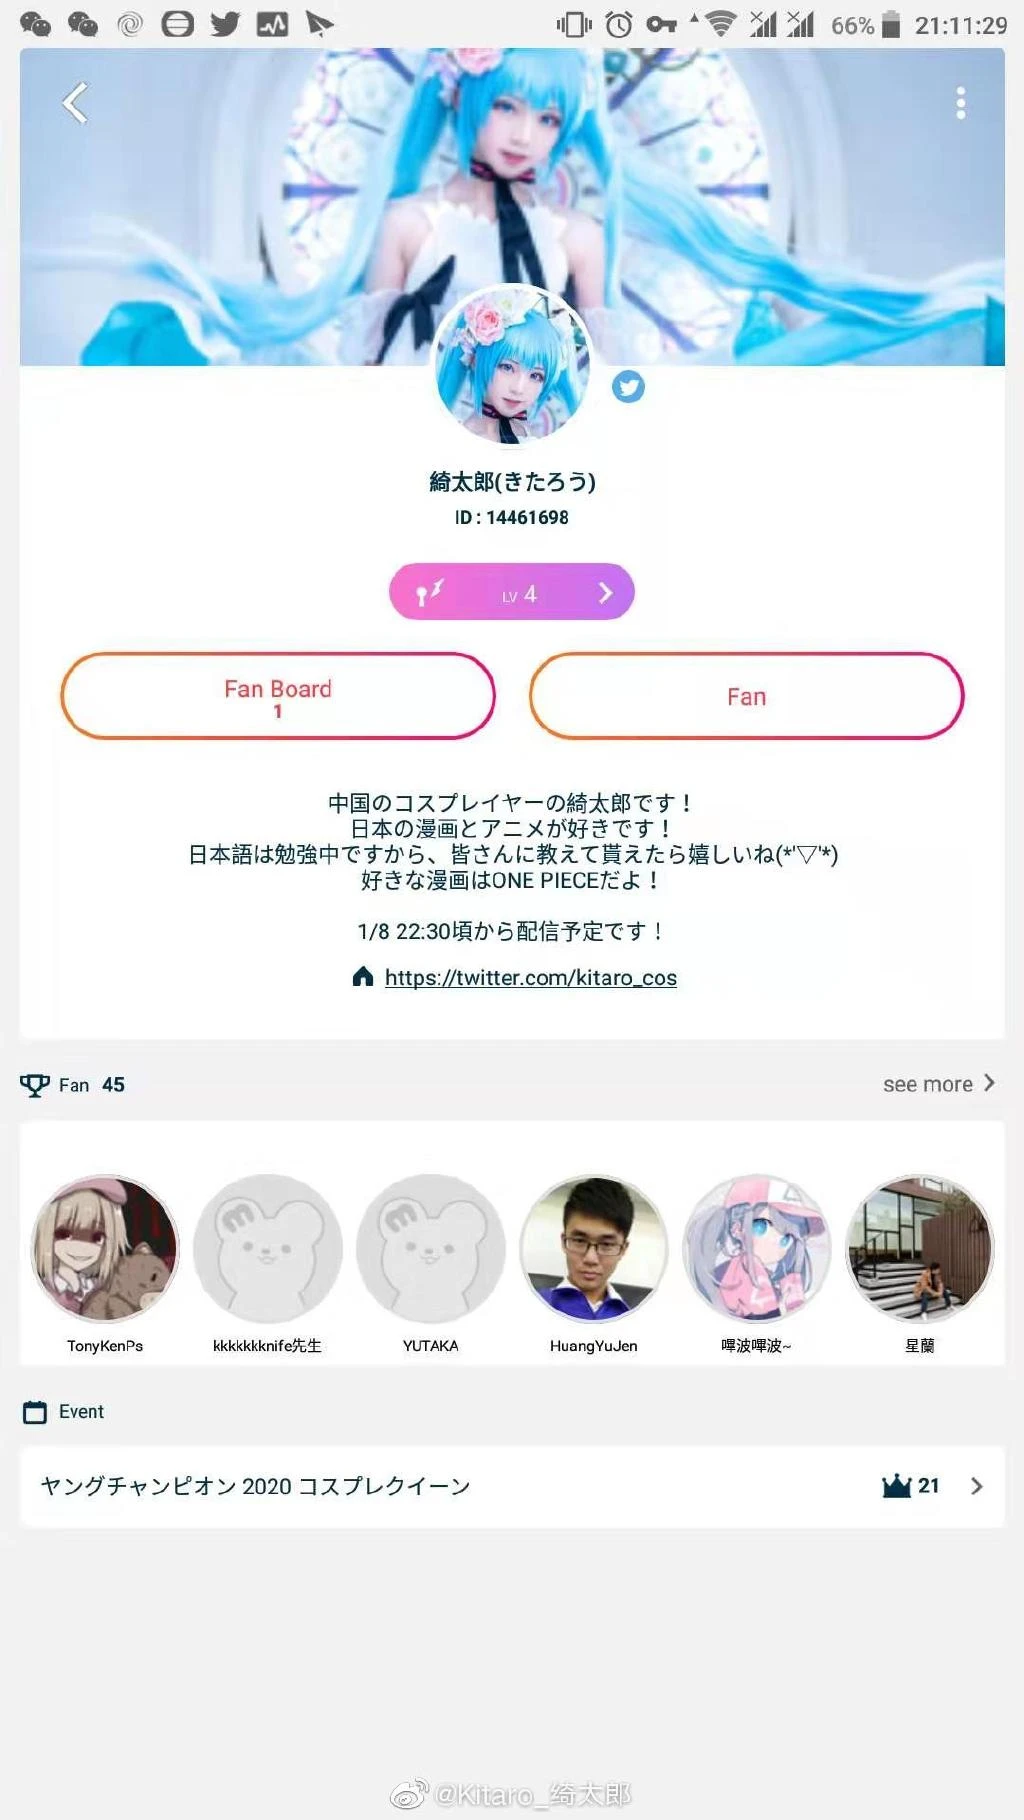 66% 21:11:29
綺太郎(きたろう)
ID : 14461698
LV 4
Fan Board
1
Fan
中国のコスプレイヤーの綺太郎です！
日本の漫画とアニメが好きです！
日本語は勉強中ですから、皆さんに教えて貰えたら嬉しいね(*'▽'*)
好きな漫画はONE PIECEだよ！
1/8 22:30頃から配信予定です！
https://twitter.com/kitaro_cos
Fan 45
see more
TonyKenPs
kkkkkkknife先生
YUTAKA
HuangYuJen
嗶波嗶波~
星蘭
Event
ヤングチャンピオン 2020 コスプレクイーン
21
@Kitaro_绮太郎